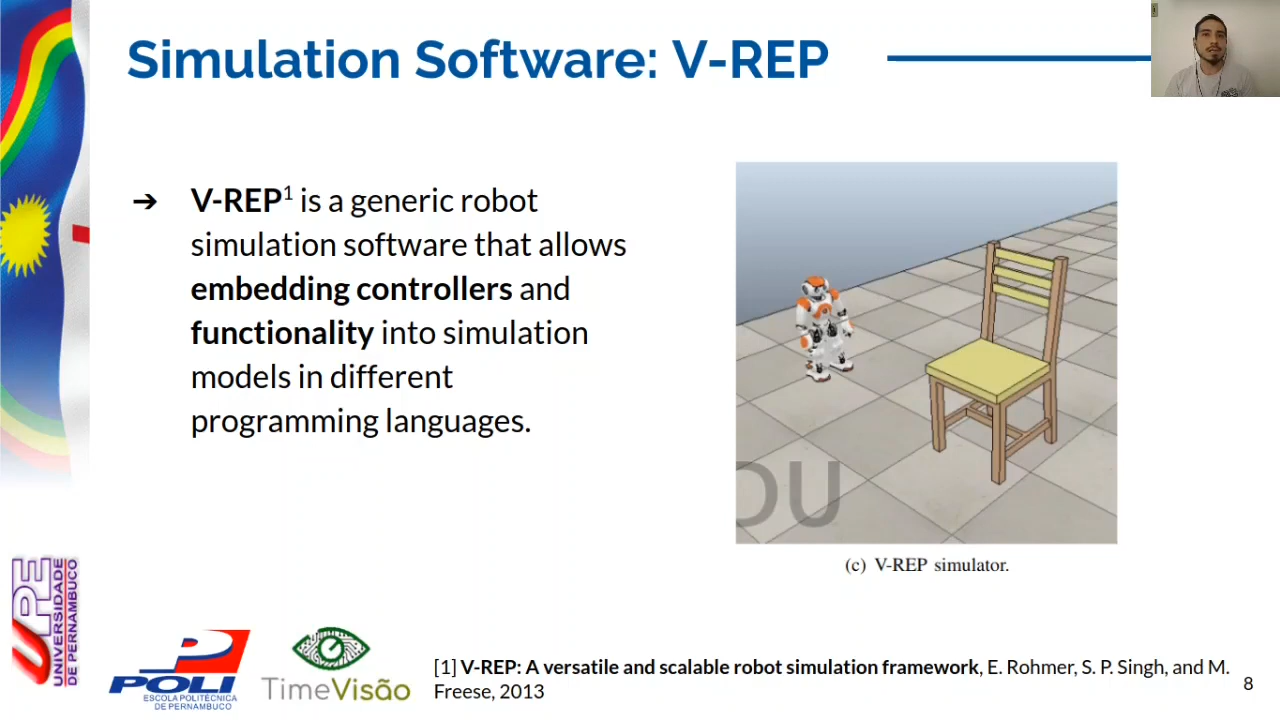 Simulation Software: V-REP
➔ V-REP1 is a generic robot
simulation software that allows
embedding controllers and
functionality into simulation
models in different
programming languages.
DU
(c) V-REP simulator.
UPE
UNIVERSIDADE
DE PERNAMBUCO
POLI
ESCOLA POLITÉCNICA
DE PERNAMBUCO
TimeVisão
[1] V-REP: A versatile and scalable robot simulation framework, E. Rohmer, S. P. Singh, and M.
Freese, 2013
8